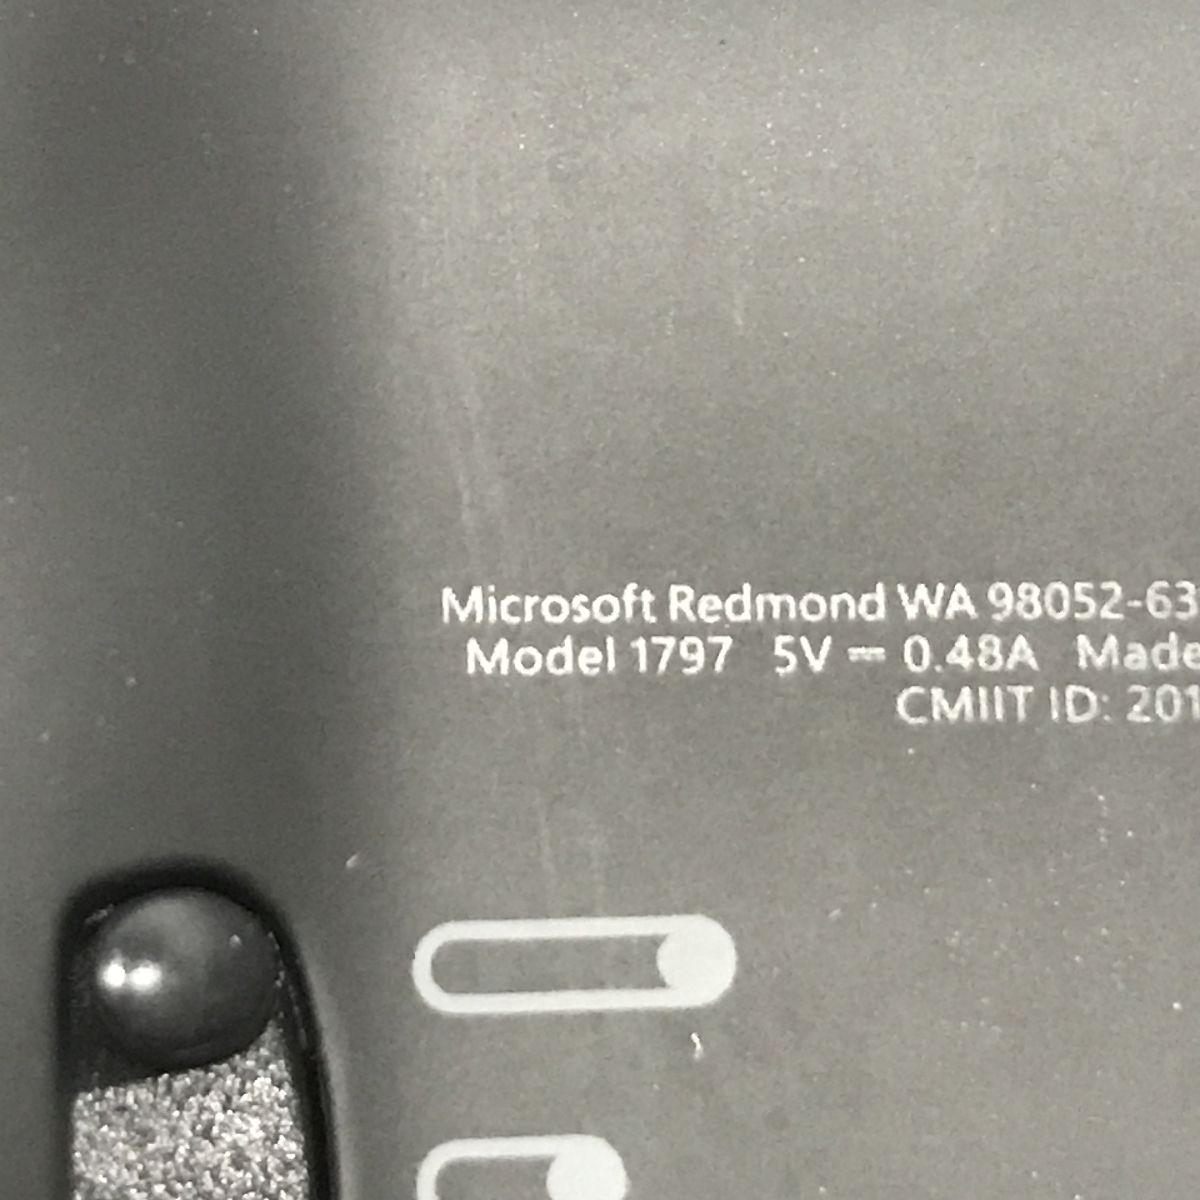 Microsoft Redmond WA 98052-63
Model 1797 5V ⎓ 0.48A Made
CMIIT ID: 201